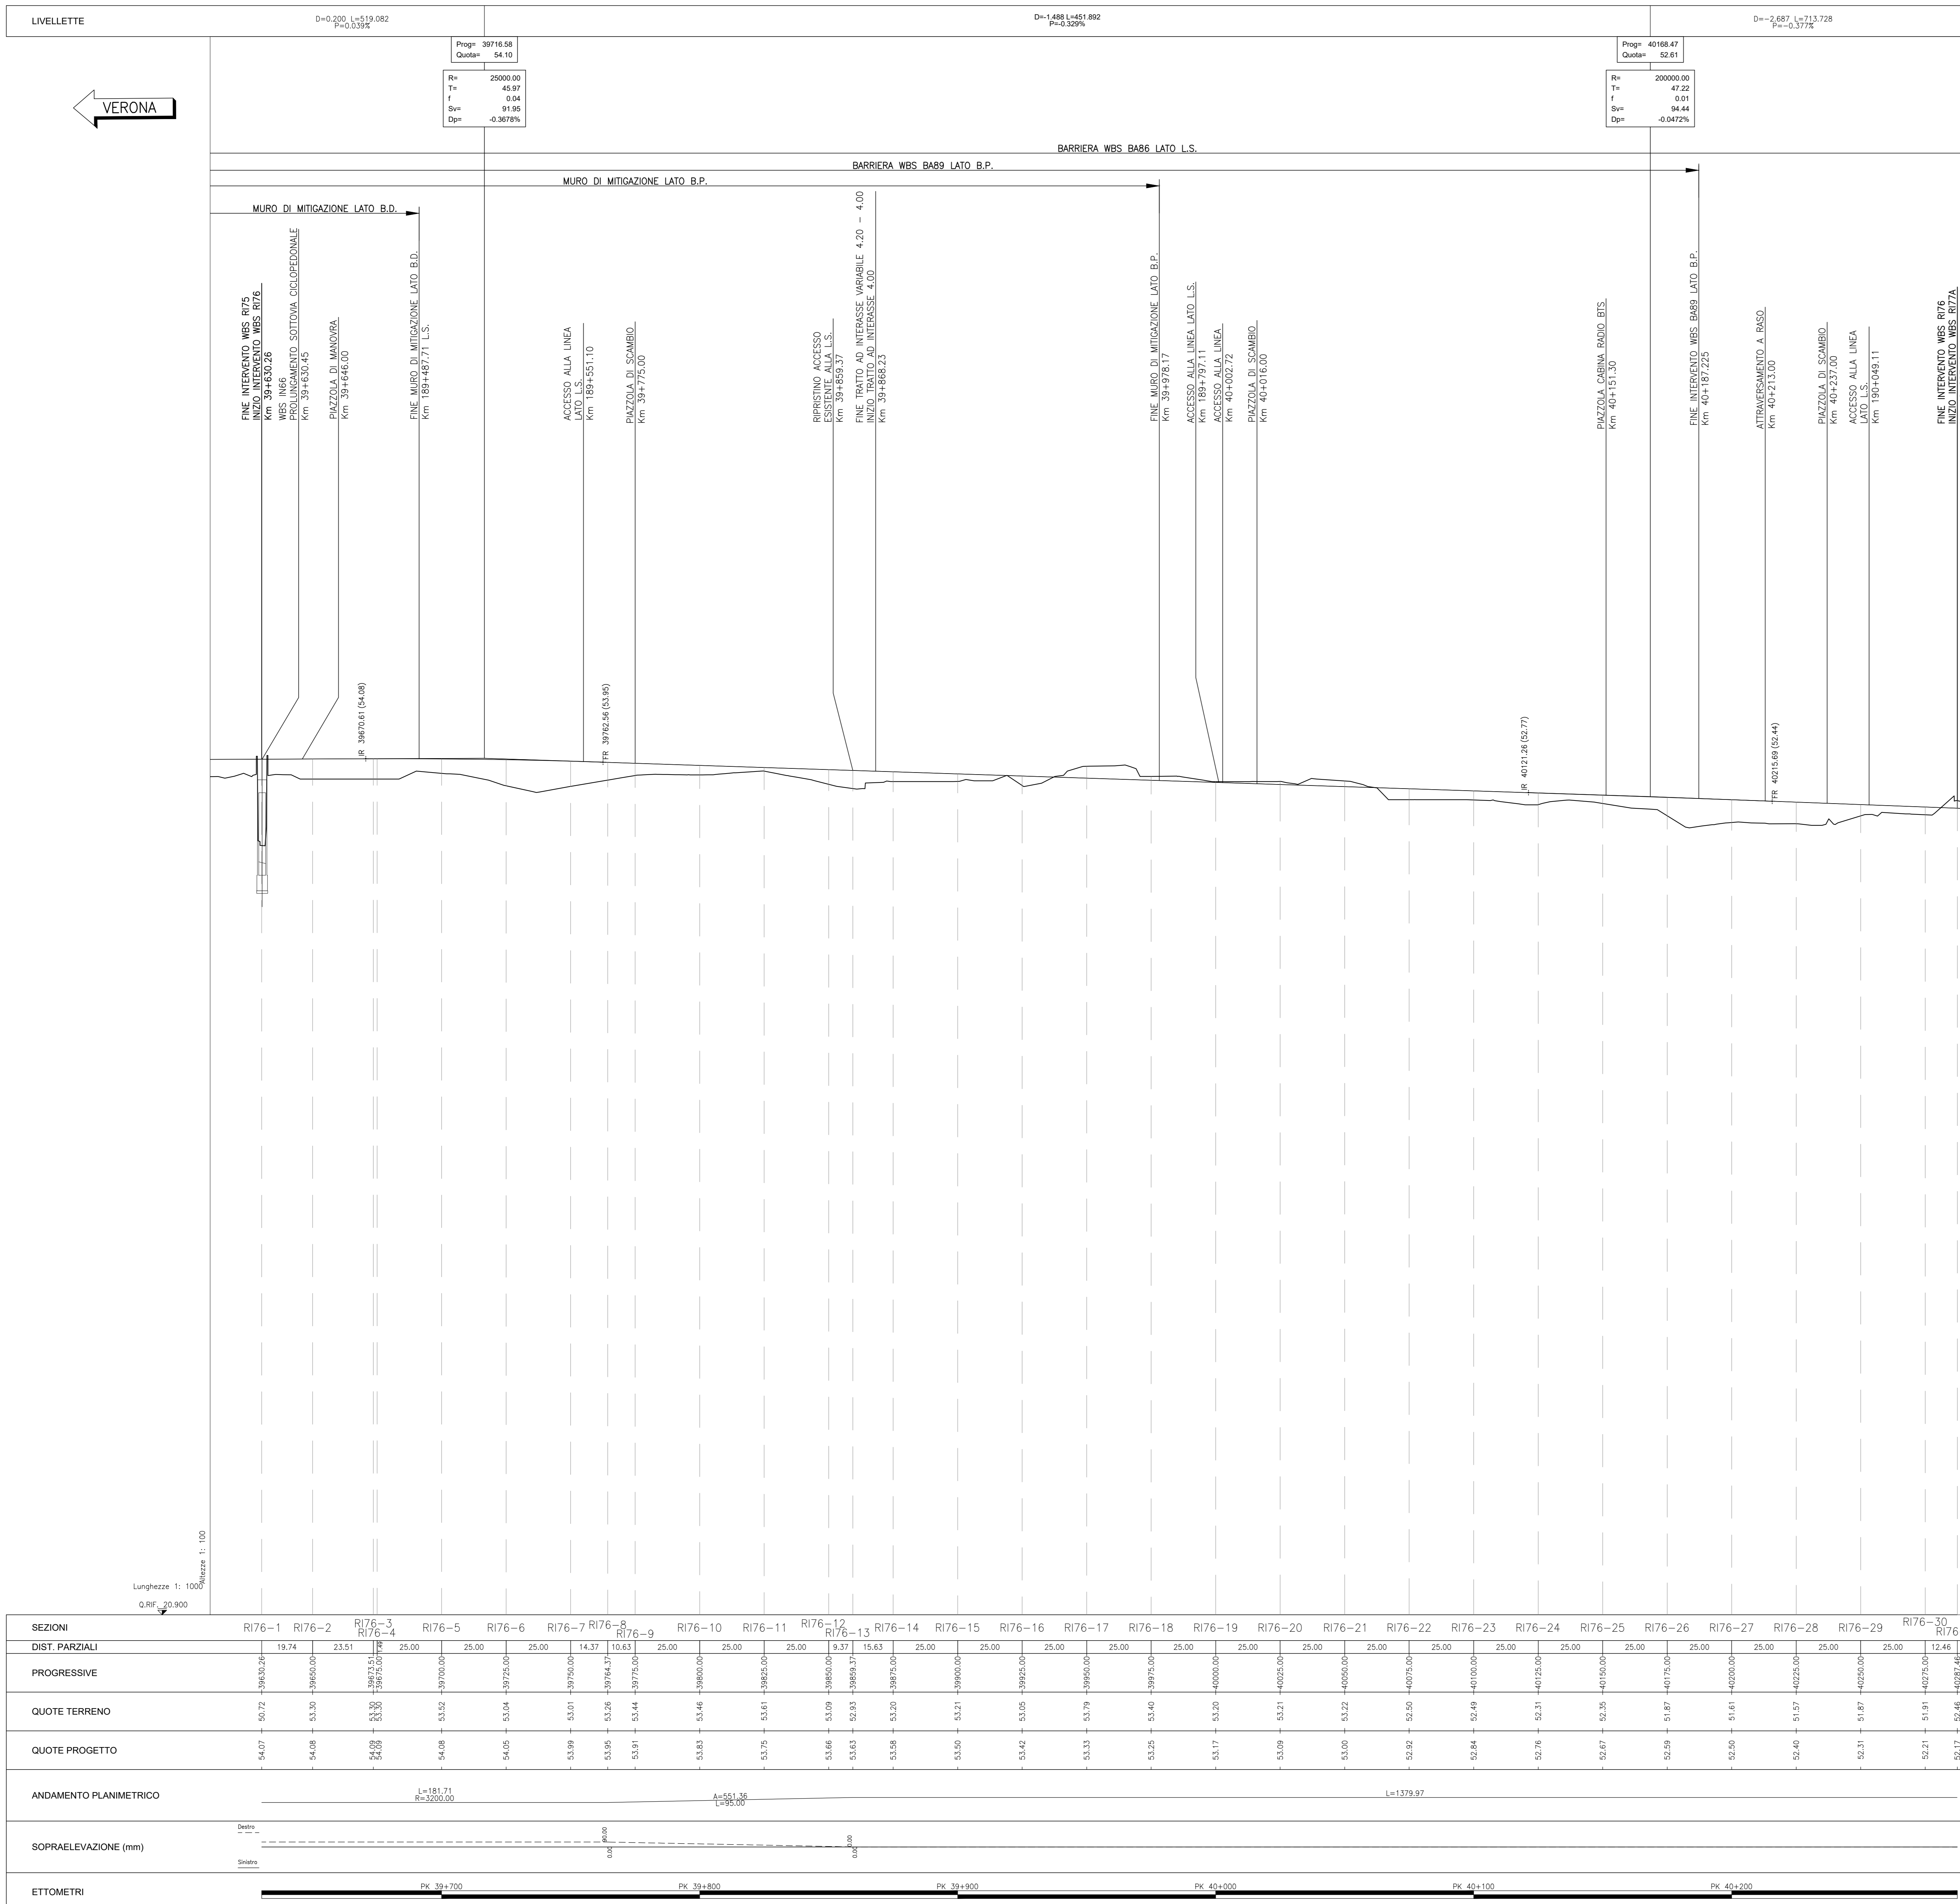 LIVELLETTE
D=0.200 L=519.082
P=0.039%
D=-1.488 L=451.892
P=-0.329%
D=-2.687 L=713.728
P=-0.377%
Prog= 39716.58
Quota= 54.10
R= 25000.00
T= 45.97
f 0.04
Sv= 91.95
Dp= -0.3678%
Prog= 40168.47
Quota= 52.61
R= 200000.00
T= 47.22
f 0.01
Sv= 94.44
Dp= -0.0472%
VERONA
BARRIERA WBS BA86 LATO L.S.
BARRIERA WBS BA89 LATO B.P.
MURO DI MITIGAZIONE LATO B.P.
MURO DI MITIGAZIONE LATO B.D.
FINE INTERVENTO WBS RI75
INIZIO INTERVENTO WBS RI76
Km 39+630.26
WBS IN66
PROLUNGAMENTO SOTTOVIA CICLOPEDONALE
Km 39+630.45
PIAZZOLA DI MANOVRA
Km 39+646.00
FINE MURO DI MITIGAZIONE LATO B.D.
Km 189+487.71 L.S.
ACCESSO ALLA LINEA
LATO L.S.
Km 189+551.10
PIAZZOLA DI SCAMBIO
Km 39+775.00
RIPRISTINO ACCESSO
ESISTENTE ALLA L.S.
Km 39+859.37
FINE TRATTO AD INTERASSE VARIABILE 4.20 - 4.00
INIZIO TRATTO AD INTERASSE 4.00
Km 39+868.23
FINE MURO DI MITIGAZIONE LATO B.P.
Km 39+978.17
ACCESSO ALLA LINEA LATO L.S.
Km 189+797.11
ACCESSO ALLA LINEA
Km 40+002.72
PIAZZOLA DI SCAMBIO
Km 40+016.00
PIAZZOLA CABINA RADIO BTS
Km 40+151.30
FINE INTERVENTO WBS BA89 LATO B.P.
Km 40+187.225
ATTRAVERSAMENTO A RASO
Km 40+213.00
PIAZZOLA DI SCAMBIO
Km 40+237.00
ACCESSO ALLA LINEA
LATO L.S.
Km 190+049.11
FINE INTERVENTO WBS RI76
INIZIO INTERVENTO WBS RI77A
IR 39670.61 (54.08)
FR 39762.56 (53.95)
IR 40121.26 (52.77)
FR 40215.69 (52.44)
Altezze 1: 100
Lunghezze 1: 1000
Q.RIF. 20.900
SEZIONI RI76-1 RI76-2 RI76-3 RI76-4 RI76-5 RI76-6 RI76-7 RI76-8 RI76-9 RI76-10 RI76-11 RI76-12 RI76-13 RI76-14 RI76-15 RI76-16 RI76-17 RI76-18 RI76-19 RI76-20 RI76-21 RI76-22 RI76-23 RI76-24 RI76-25 RI76-26 RI76-27 RI76-28 RI76-29 RI76-30 RI76
DIST. PARZIALI 19.74 23.51 1.49 25.00 25.00 25.00 14.37 10.63 25.00 25.00 25.00 9.37 15.63 25.00 25.00 25.00 25.00 25.00 25.00 25.00 25.00 25.00 25.00 25.00 25.00 25.00 25.00 25.00 25.00 12.46
PROGRESSIVE 39630.26 39650.00 39673.51 39675.00 39700.00 39725.00 39750.00 39764.37 39775.00 39800.00 39825.00 39850.00 39859.37 39875.00 39900.00 39925.00 39950.00 39975.00 40000.00 40025.00 40050.00 40075.00 40100.00 40125.00 40150.00 40175.00 40200.00 40225.00 40250.00 40275.00 40287.46
QUOTE TERRENO 50.72 53.30 53.30 53.30 53.52 53.04 53.01 53.26 53.44 53.46 53.61 53.09 52.93 53.20 53.21 53.05 53.79 53.40 53.20 53.21 53.22 52.50 52.49 52.31 52.35 51.87 51.61 51.57 51.87 51.91 52.46
QUOTE PROGETTO 54.07 54.08 54.09 54.09 54.08 54.05 53.99 53.95 53.91 53.83 53.75 53.66 53.63 53.58 53.50 53.42 53.33 53.25 53.17 53.09 53.00 52.92 52.84 52.76 52.67 52.59 52.50 52.40 52.31 52.21 52.17
ANDAMENTO PLANIMETRICO
L=181.71
R=3200.00
A=551.36
L=95.00
L=1379.97
SOPRAELEVAZIONE (mm)
Destro
Sinistro
0.00
0.00
0.00
ETTOMETRI PK 39+700 PK 39+800 PK 39+900 PK 40+000 PK 40+100 PK 40+200